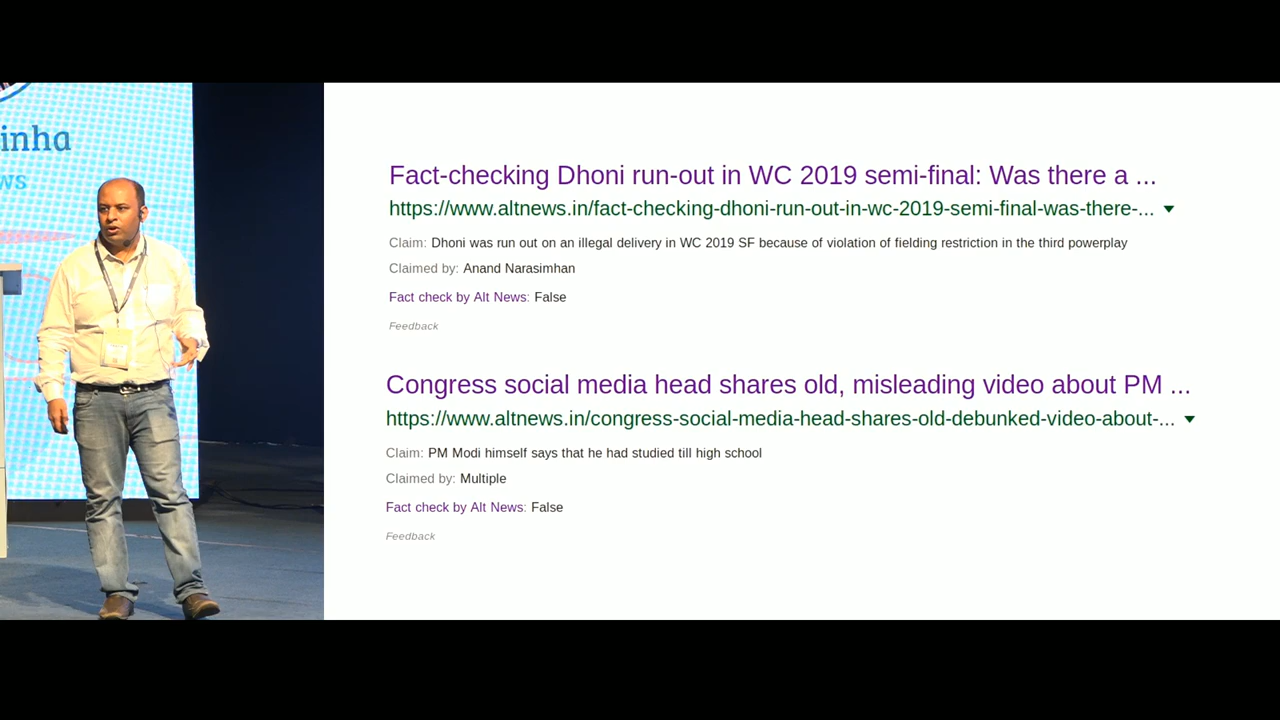 inha
ws
Fact-checking Dhoni run-out in WC 2019 semi-final: Was there a ...
https://www.altnews.in/fact-checking-dhoni-run-out-in-wc-2019-semi-final-was-there-...
Claim: Dhoni was run out on an illegal delivery in WC 2019 SF because of violation of fielding restriction in the third powerplay
Claimed by: Anand Narasimhan
Fact check by Alt News: False
Feedback
Congress social media head shares old, misleading video about PM ...
https://www.altnews.in/congress-social-media-head-shares-old-debunked-video-about-...
Claim: PM Modi himself says that he had studied till high school
Claimed by: Multiple
Fact check by Alt News: False
Feedback